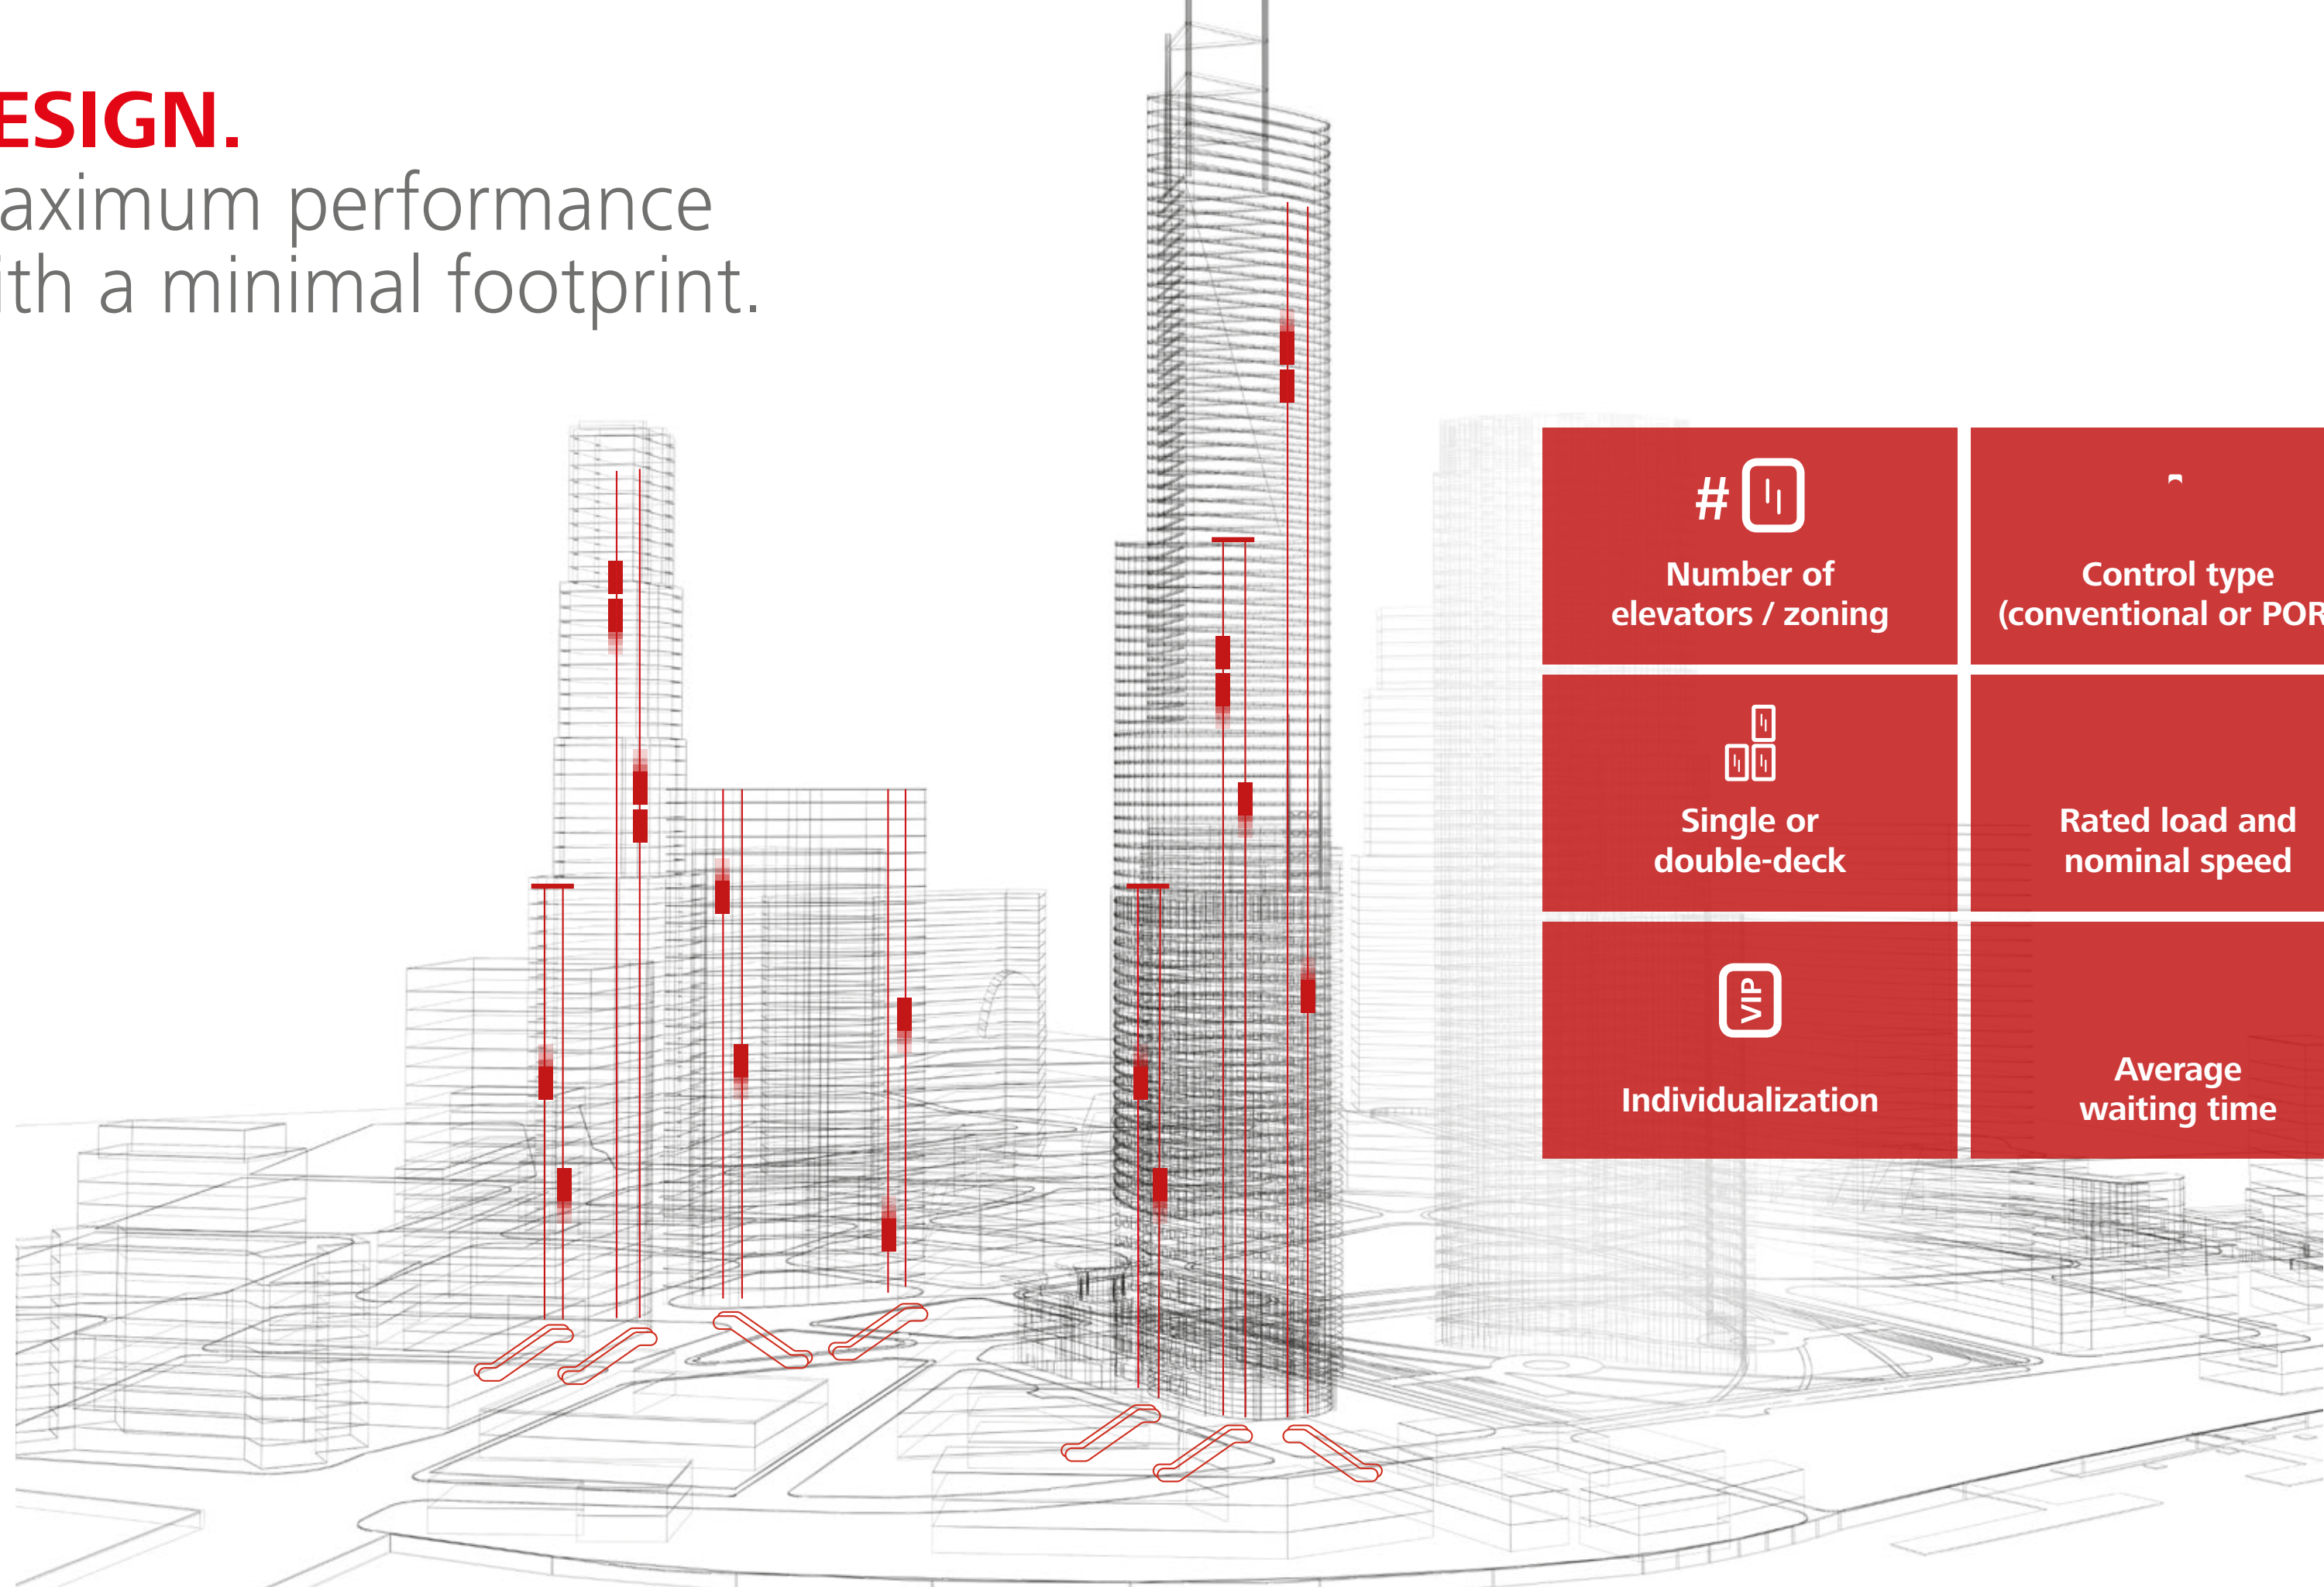 ESIGN.
aximum performance
ith a minimal footprint.
#
Number of
elevators / zoning
Control type
(conventional or POR
Single or
double-deck
Rated load and
nominal speed
VIP
Individualization
Average
waiting time